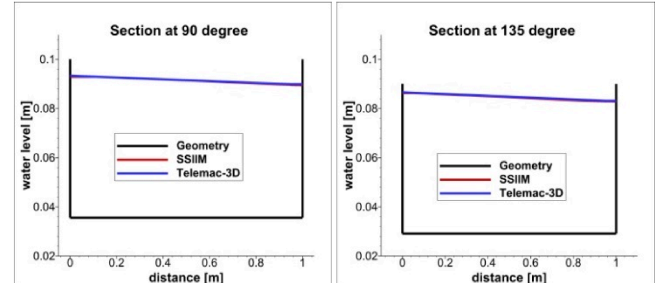 Section at 90 degree
0.1
0.08
0.06
0.04
0.02
water level [m]
Geometry
SSIIM
Telemac-3D
0 0.2 0.4 0.6 0.8 1
distance [m]
Section at 135 degree
0.1
0.08
0.06
0.04
0.02
water level [m]
Geometry
SSIIM
Telemac-3D
0 0.2 0.4 0.6 0.8 1
distance [m]